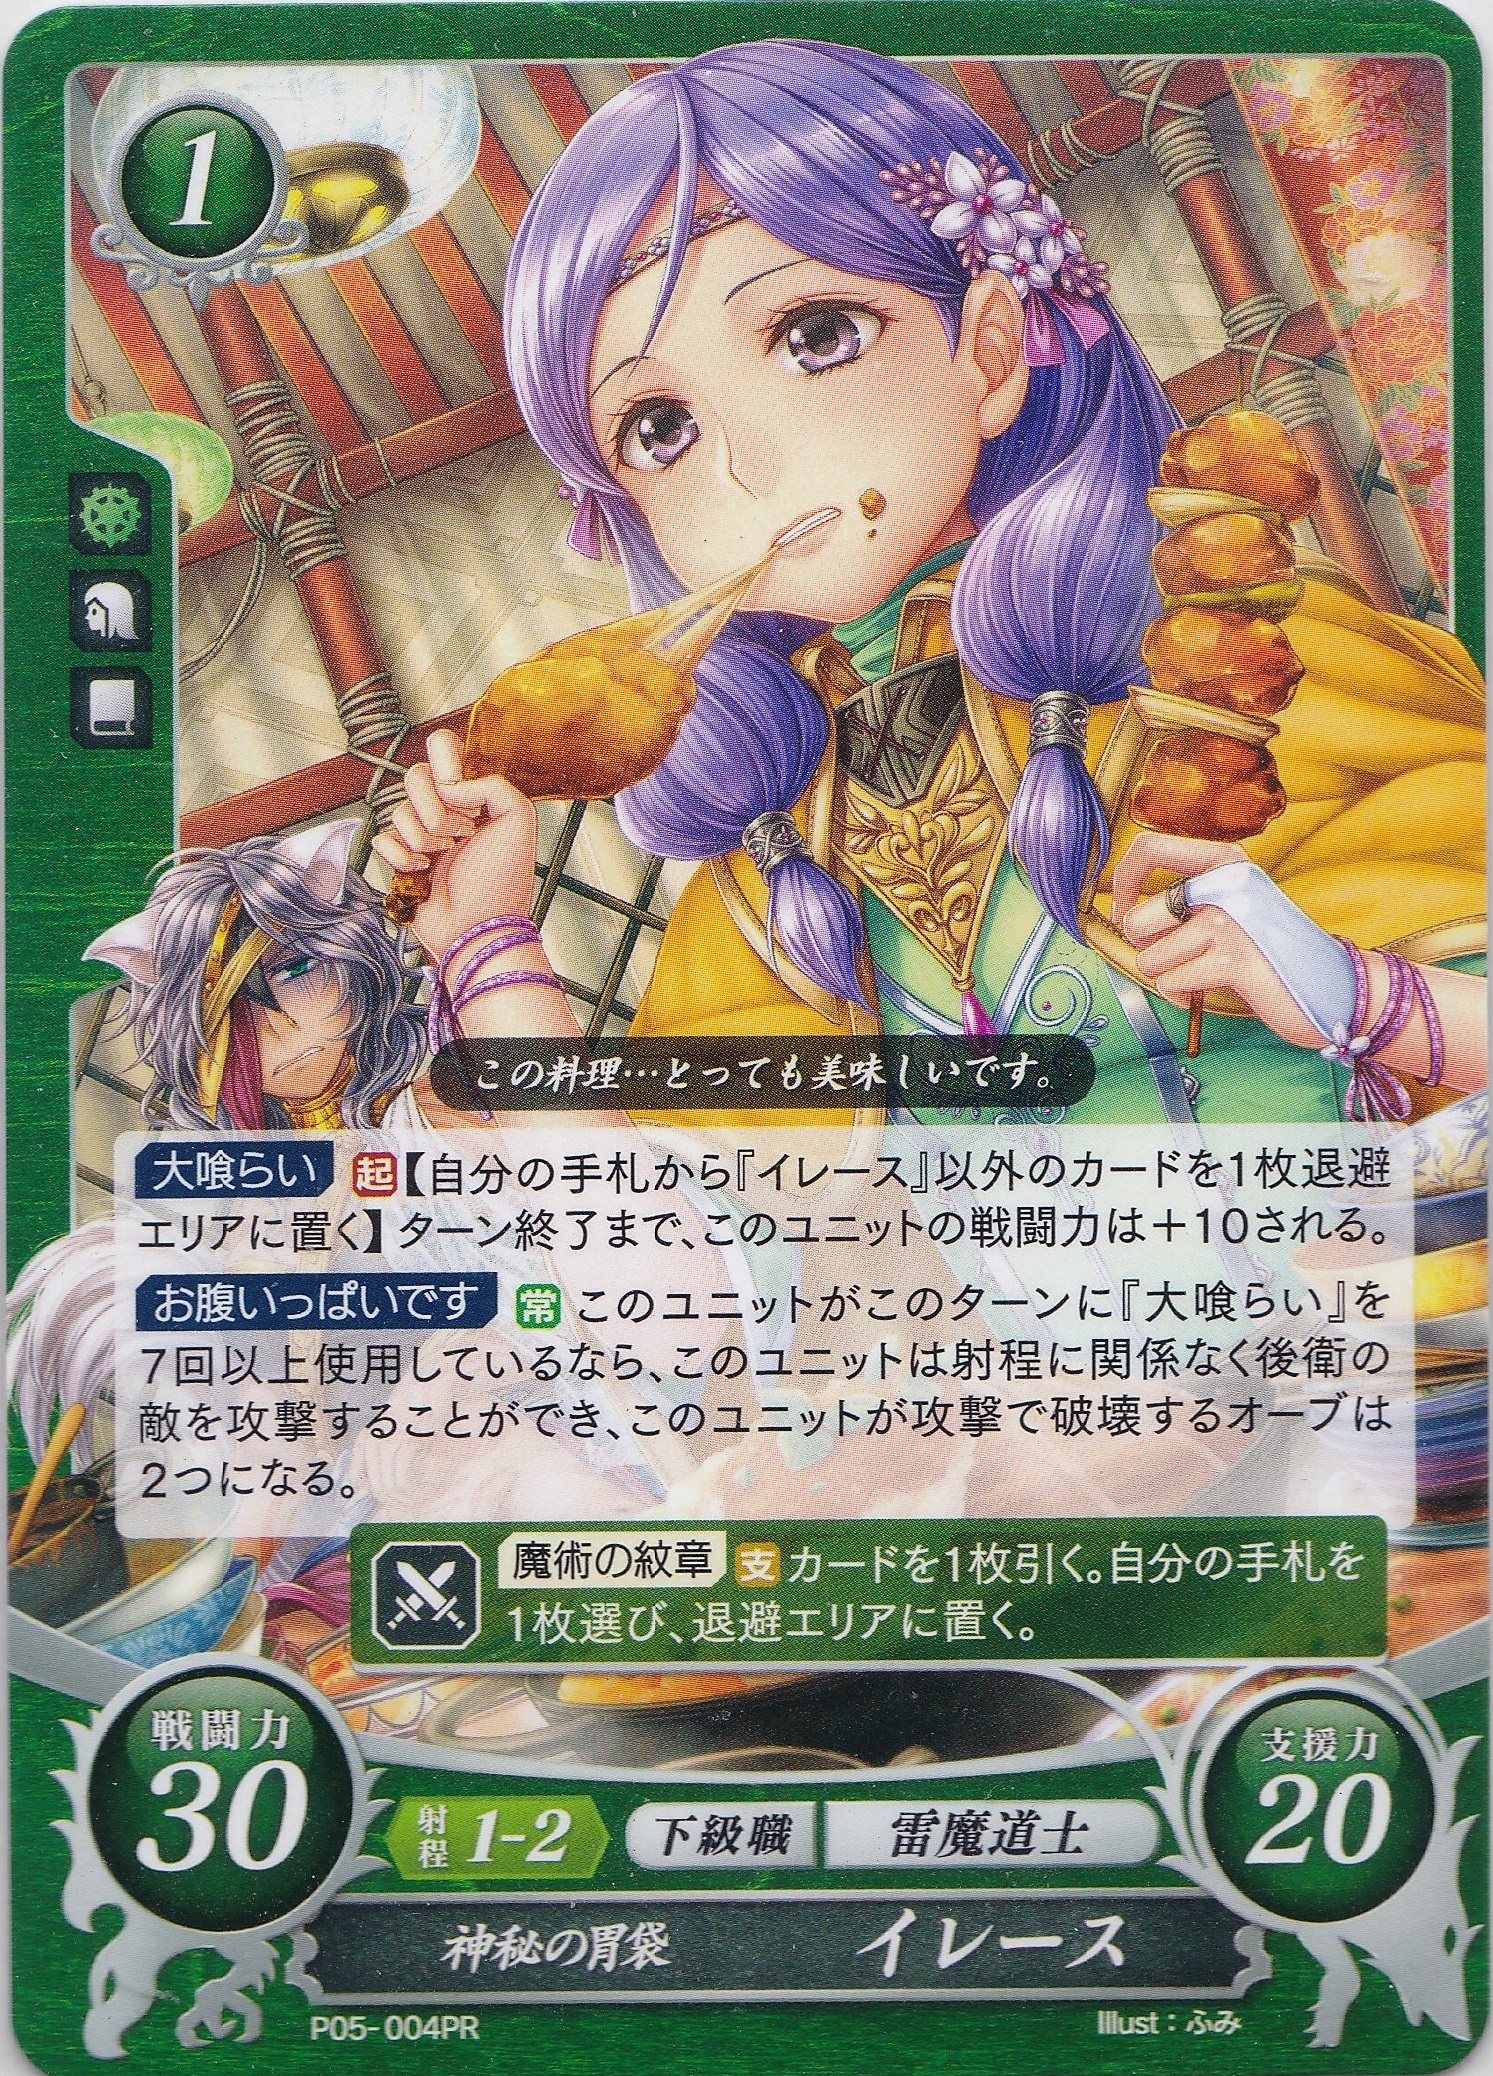 1
この料理…とっても美味しいです。
大喰らい 起【自分の手札から『イレース』以外のカードを1枚退避
エリアに置く】ターン終了まで、このユニットの戦闘力は＋10される。
お腹いっぱいです 常 このユニットがこのターンに『大喰らい』を
7回以上使用しているなら、このユニットは射程に関係なく後衛の
敵を攻撃することができ、このユニットが攻撃で破壊するオーブは
2つになる。
魔術の紋章 支 カードを1枚引く。自分の手札を
1枚選び、退避エリアに置く。
戦闘力
30
射程 1-2
下級職 雷魔道士
支援力
20
神秘の胃袋 イレース
P05-004PR
Illust：ふみ